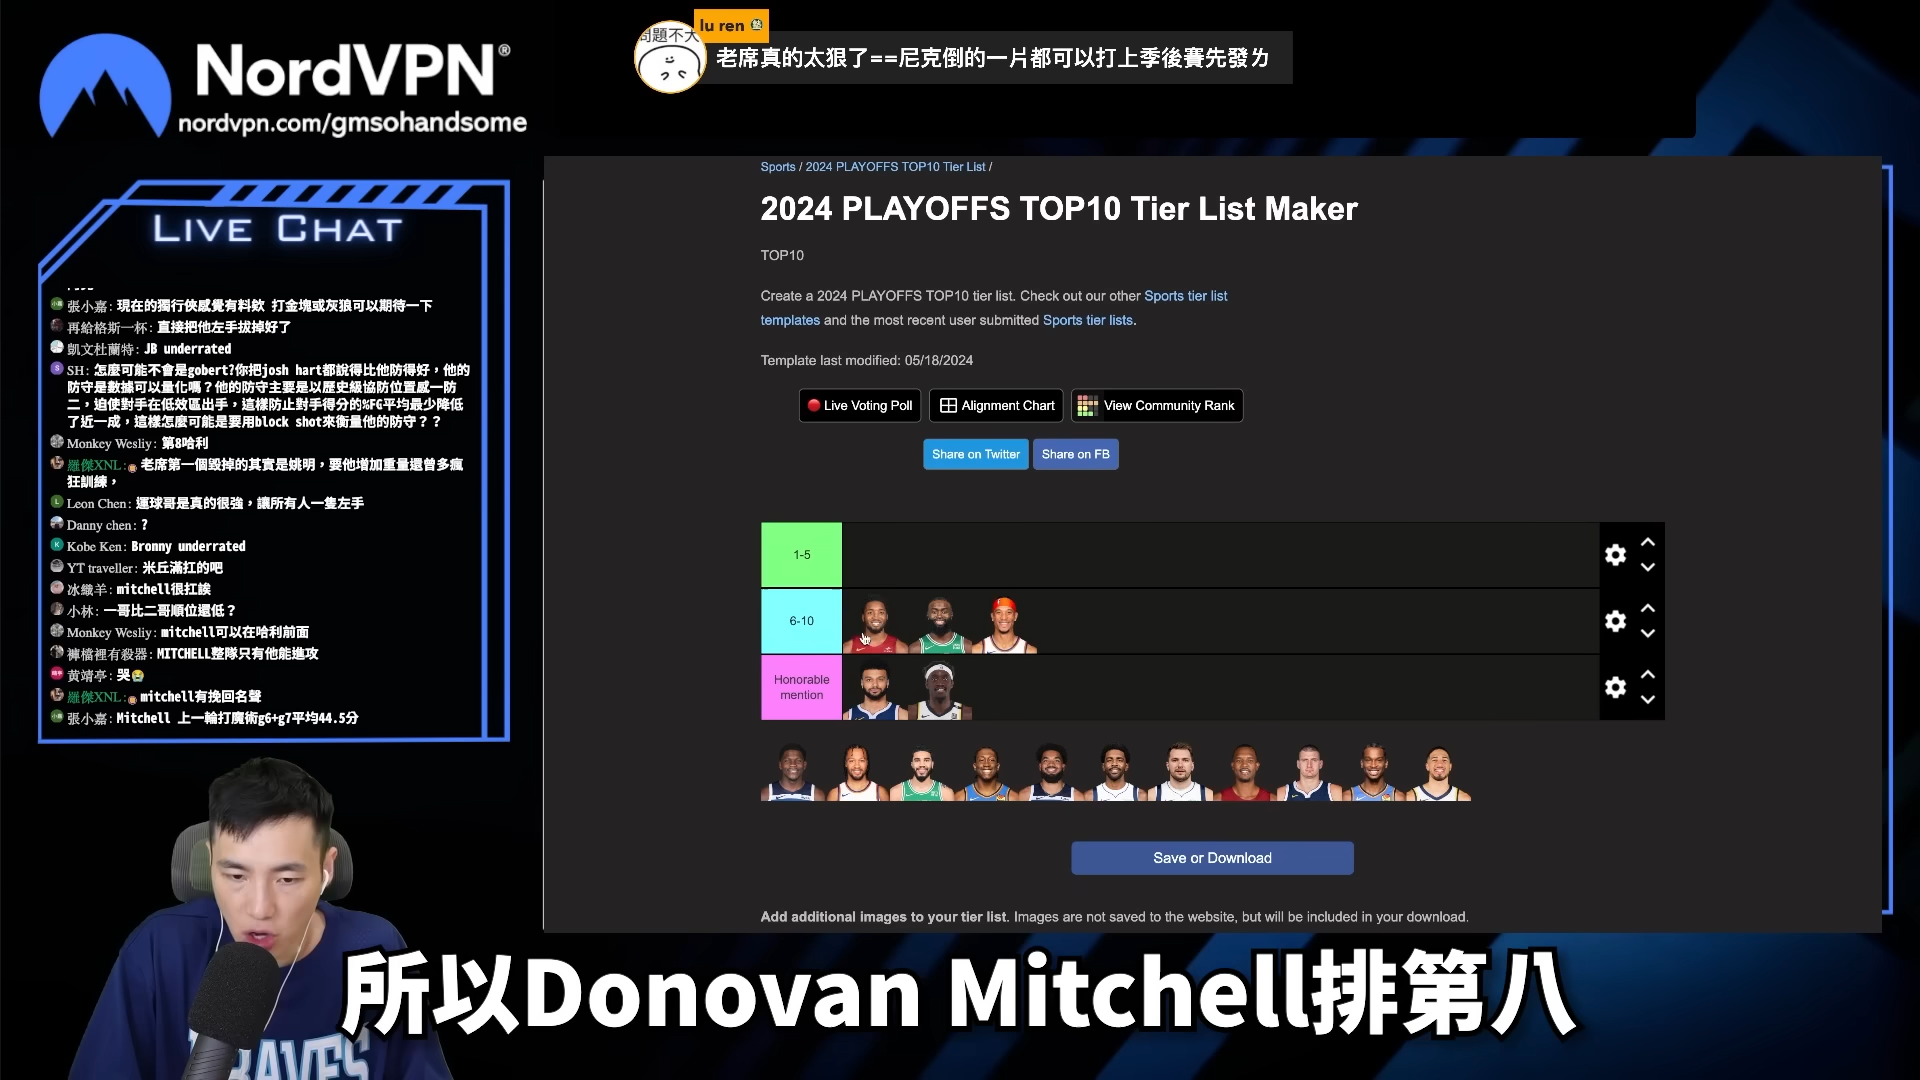 NordVPN®
nordvpn.com/gmsohandsome
lu ren
問題不大
老席真的太狠了==尼克倒的一片都可以打上季後賽先發ㄌ
LIVE CHAT
張小嘉: 現在的獨行俠感覺有料欸 打金塊或灰狼可以期待一下
再給格斯一杯: 直接把他左手拔掉好了
凱文杜蘭特: JB underrated
SH: 怎麼可能不會是gobert?你把josh hart都說得比他防得好，他的
防守是數據可以量化嗎？他的防守主要是以歷史級協防位置感一防
二，迫使對手在低效區出手，這樣防止對手得分的%FG平均最少降低
了近一成，這樣怎麼可能是要用block shot來衡量他的防守？？
Monkey Wesliy: 第8哈利
羅傑XNL: 老席第一個毀掉的其實是姚明，要他增加重量還曾多瘋
狂訓練，
Leon Chen: 運球哥是真的很強，讓所有人一隻左手
Danny chen: ?
Kobe Ken: Bronny underrated
YT traveller: 米丘滿扛的吧
冰鐵羊: mitchell很扛誒
小林: 一哥比二哥順位還低？
Monkey Wesliy: mitchell可以在哈利前面
褲檔裡有殺器: MITCHELL整隊只有他能進攻
黄靖亭: 哭😭
羅傑XNL: mitchell有挽回名聲
張小嘉: Mitchell 上一輪打魔術g6+g7平均44.5分
Sports / 2024 PLAYOFFS TOP10 Tier List /
2024 PLAYOFFS TOP10 Tier List Maker
TOP10
Create a 2024 PLAYOFFS TOP10 tier list. Check out our other Sports tier list
templates and the most recent user submitted Sports tier lists.
Template last modified: 05/18/2024
Live Voting Poll
Alignment Chart
View Community Rank
Share on Twitter
Share on FB
1-5
6-10
Honorable
mention
Save or Download
Add additional images to your tier list. Images are not saved to the website, but will be included in your download.
所以Donovan Mitchell排第八